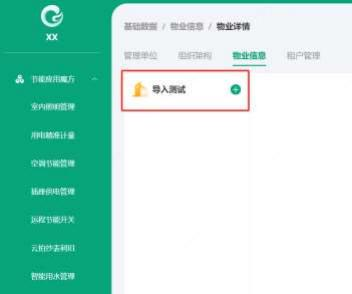 XX
基础数据 / 物业信息 / 物业详情
管理单位 组织架构 物业信息 租户管理
导入测试
节能应用魔方
室内照明管理
用电精准计量
空调节能管理
插座供电管理
远程节能开关
云拍抄表利旧
智能用水管理